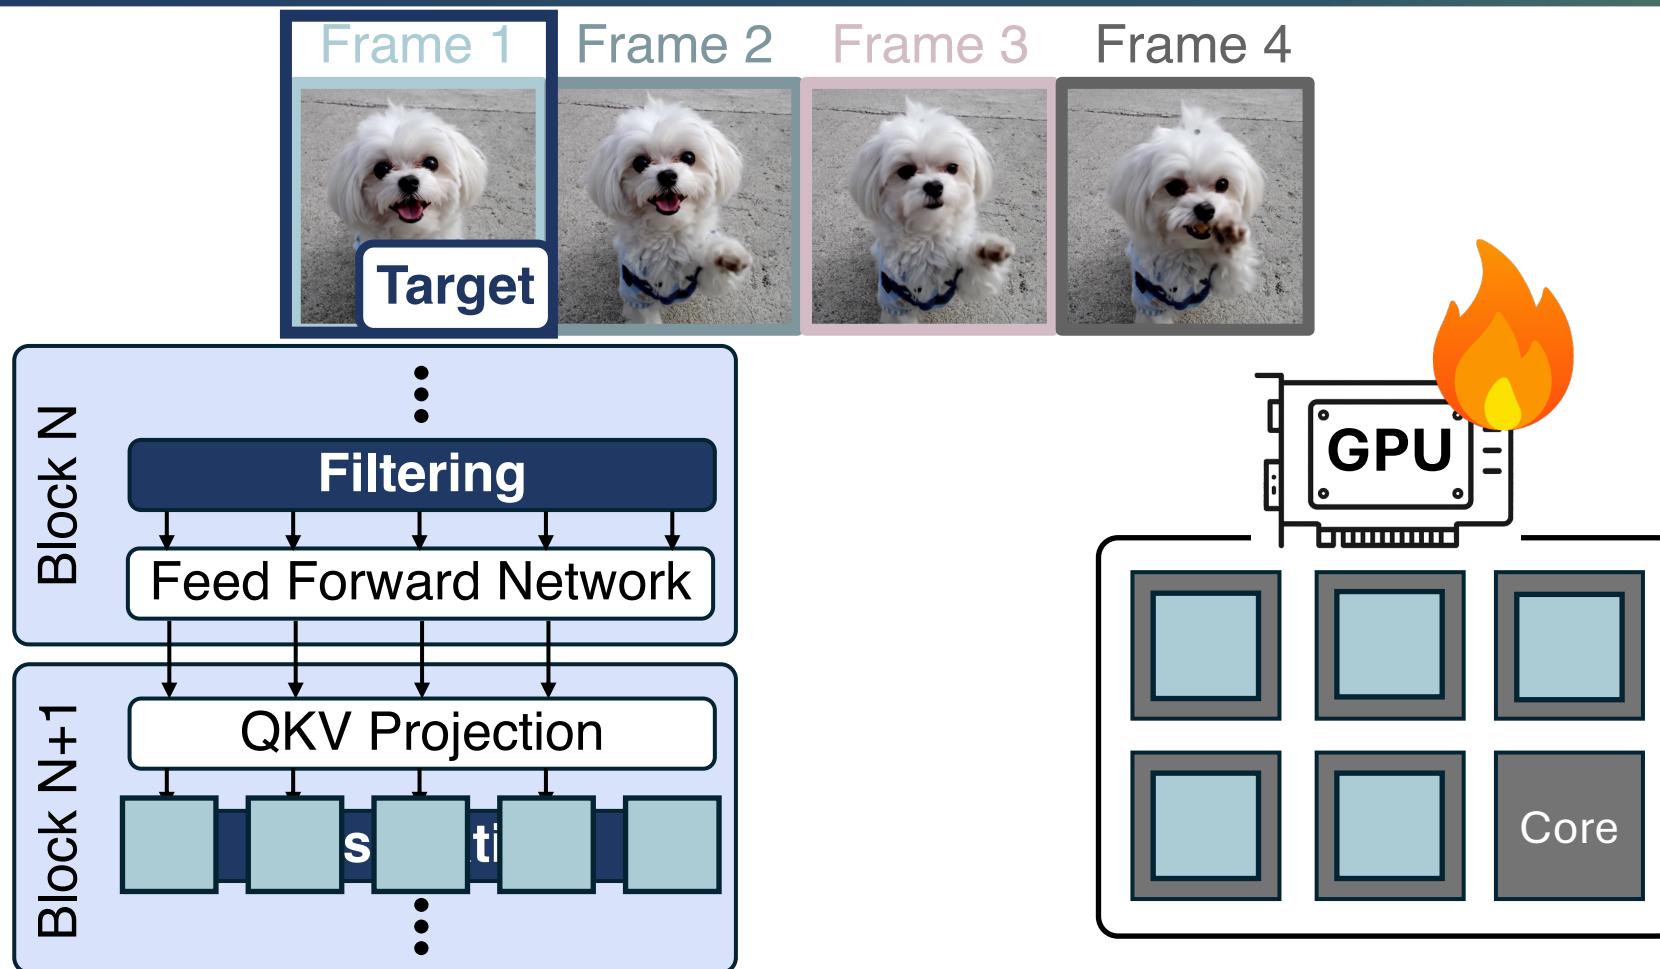 Frame 1 Frame 2 Frame 3 Frame 4
Target
Block N
Filtering
Feed Forward Network
GPU
Block N+1
QKV Projection
Core